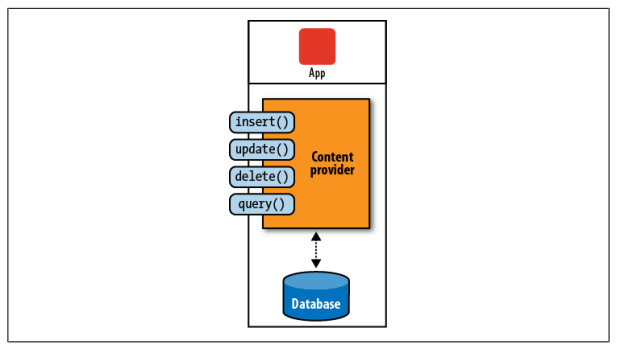 App
insert()
update()
delete()
query()
Content
provider
Database